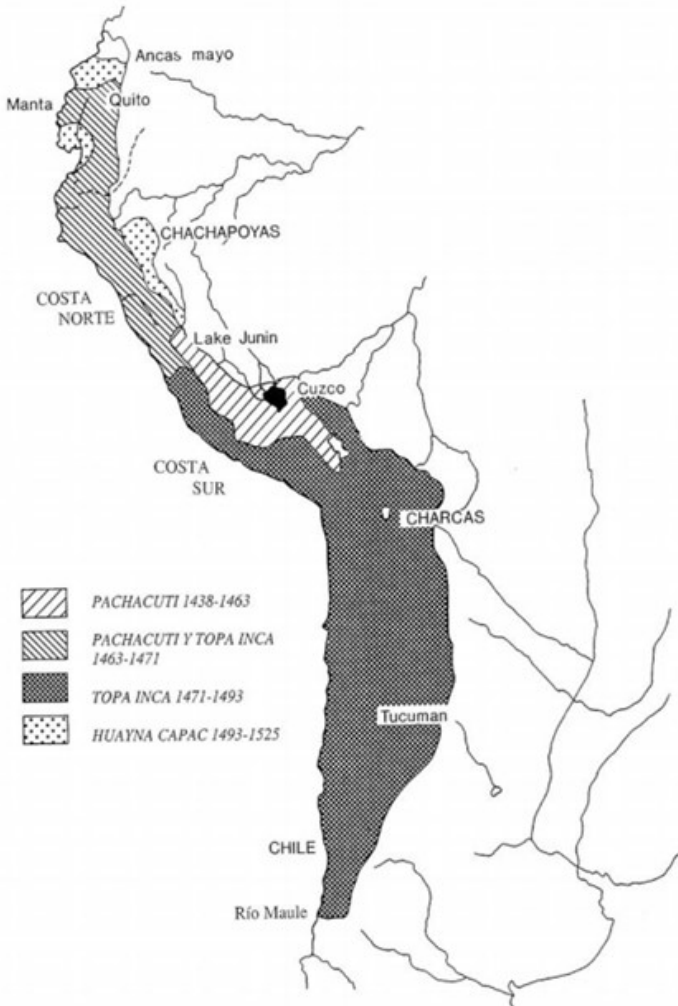 Ancas mayo
Manta
Quito
CHACHAPOYAS
COSTA
NORTE
Lake Junin
Cuzco
COSTA
SUR
CHARCAS
PACHACUTI 1438-1463
PACHACUTI Y TOPA INCA
1463-1471
TOPA INCA 1471-1493
HUAYNA CAPAC 1493-1525
Tucuman
CHILE
Río Maule